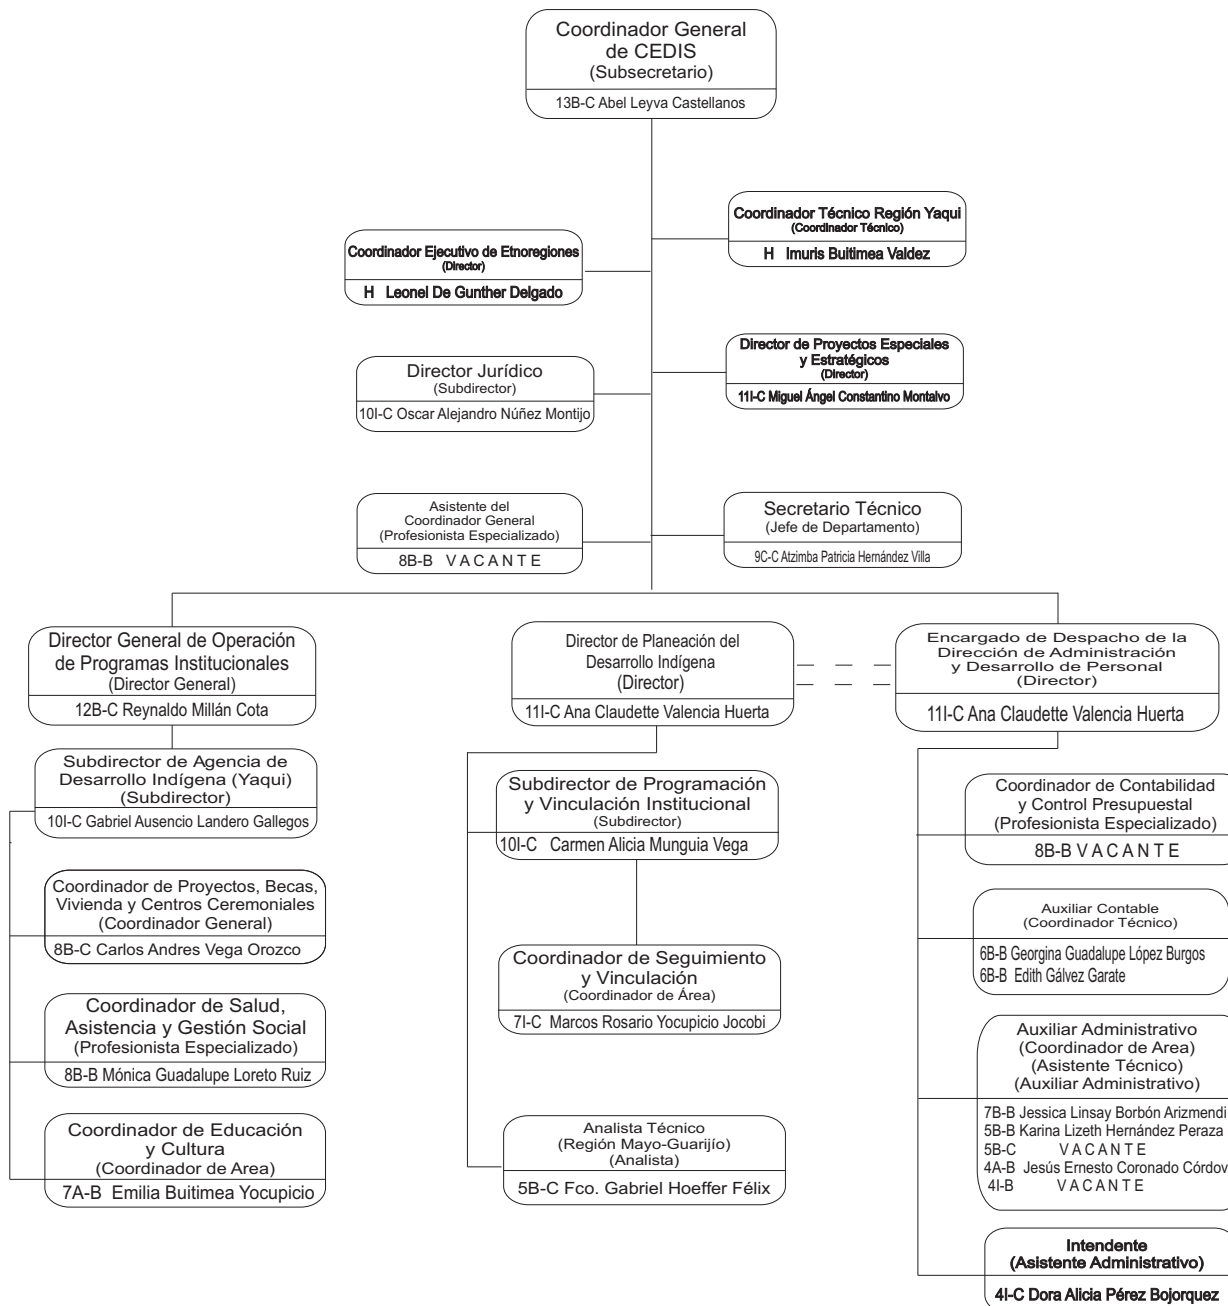 Coordinador General
de CEDIS
(Subsecretario)
13B-C Abel Leyva Castellanos
Coordinador Técnico Región Yaqui
(Coordinador Técnico)
H Imuris Buitimea Valdez
Coordinador Ejecutivo de Etnoregiones
(Director)
H Leonel De Gunther Delgado
Director de Proyectos Especiales
y Estratégicos
(Director)
11I-C Miguel Ángel Constantino Montalvo
Director Jurídico
(Subdirector)
10I-C Oscar Alejandro Núñez Montijo
Asistente del
Coordinador General
(Profesionista Especializado)
8B-B V A C A N T E
Secretario Técnico
(Jefe de Departamento)
9C-C Atzimba Patricia Hernández Villa
Director General de Operación
de Programas Institucionales
(Director General)
12B-C Reynaldo Millán Cota
Subdirector de Agencia de
Desarrollo Indígena (Yaqui)
(Subdirector)
10I-C Gabriel Ausencio Landero Gallegos
Coordinador de Proyectos, Becas,
Vivienda y Centros Ceremoniales
(Coordinador General)
8B-C Carlos Andres Vega Orozco
Coordinador de Salud,
Asistencia y Gestión Social
(Profesionista Especializado)
8B-B Mónica Guadalupe Loreto Ruiz
Coordinador de Educación
y Cultura
(Coordinador de Area)
7A-B Emilia Buitimea Yocupicio
Director de Planeación del
Desarrollo Indígena
(Director)
11I-C Ana Claudette Valencia Huerta
Subdirector de Programación
y Vinculación Institucional
(Subdirector)
10I-C Carmen Alicia Munguia Vega
Coordinador de Seguimiento
y Vinculación
(Coordinador de Área)
7I-C Marcos Rosario Yocupicio Jocobi
Analista Técnico
(Región Mayo-Guarijío)
(Analista)
5B-C Fco. Gabriel Hoeffer Félix
Encargado de Despacho de la
Dirección de Administración
y Desarrollo de Personal
(Director)
11I-C Ana Claudette Valencia Huerta
Coordinador de Contabilidad
y Control Presupuestal
(Profesionista Especializado)
8B-B V A C A N T E
Auxiliar Contable
(Coordinador Técnico)
6B-B Georgina Guadalupe López Burgos
6B-B Edith Gálvez Garate
Auxiliar Administrativo
(Coordinador de Area)
(Asistente Técnico)
(Auxiliar Administrativo)
7B-B Jessica Linsay Borbón Arizmendi
5B-B Karina Lizeth Hernández Peraza
5B-C V A C A N T E
4A-B Jesús Ernesto Coronado Córdov
4I-B V A C A N T E
Intendente
(Asistente Administrativo)
4I-C Dora Alicia Pérez Bojorquez